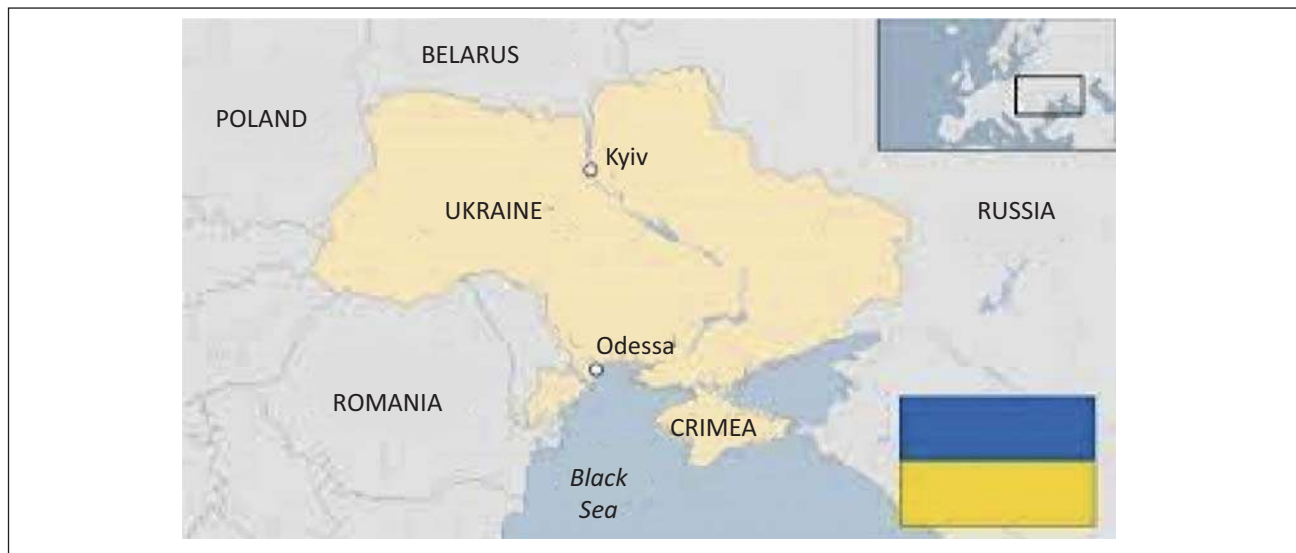 BELARUS
POLAND
Kyiv
UKRAINE
RUSSIA
Odessa
ROMANIA
CRIMEA
Black
Sea